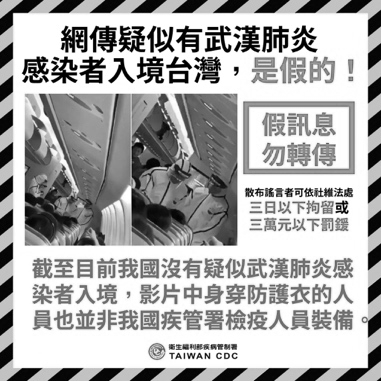 網傳疑似有武漢肺炎
感染者入境台灣，是假的！
假訊息
勿轉傳
散布謠言者可依社維法處
三日以下拘留或
三萬元以下罰鍰
截至目前我國沒有疑似武漢肺炎感
染者入境，影片中身穿防護衣的人
員也並非我國疾管署檢疫人員裝備。
衛生福利部疾病管制署
TAIWAN CDC